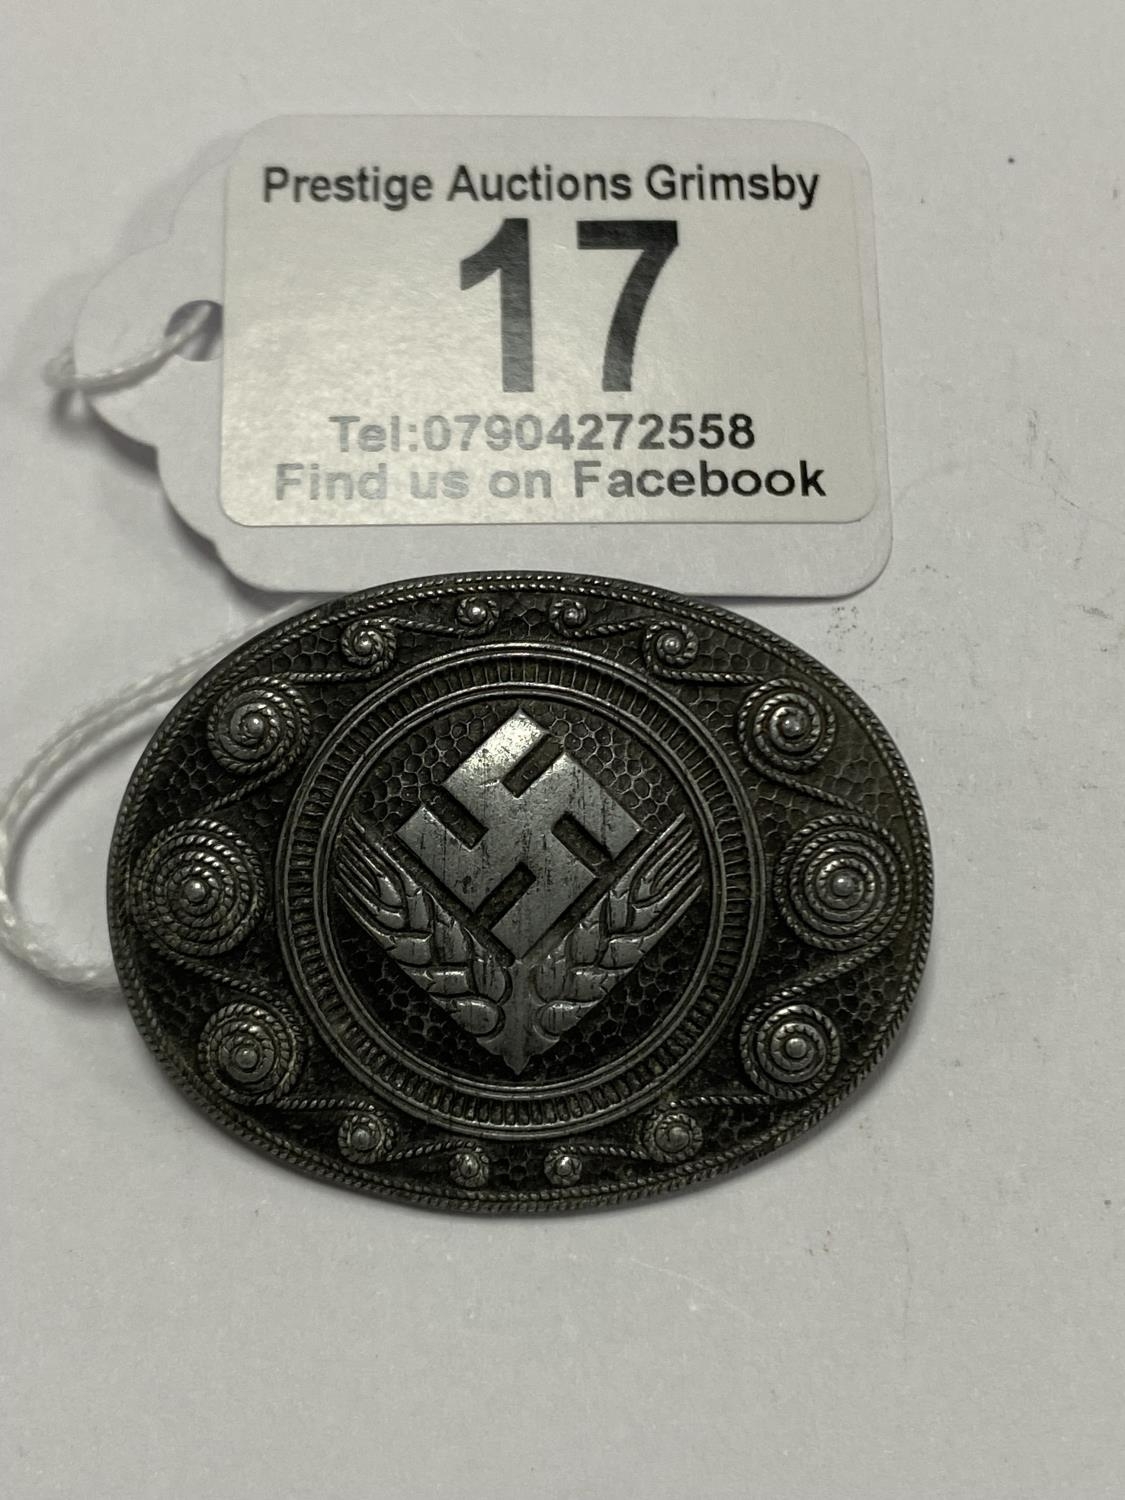 Prestige Auctions Grimsby
17
Tel:07904272558
Find us on Facebook